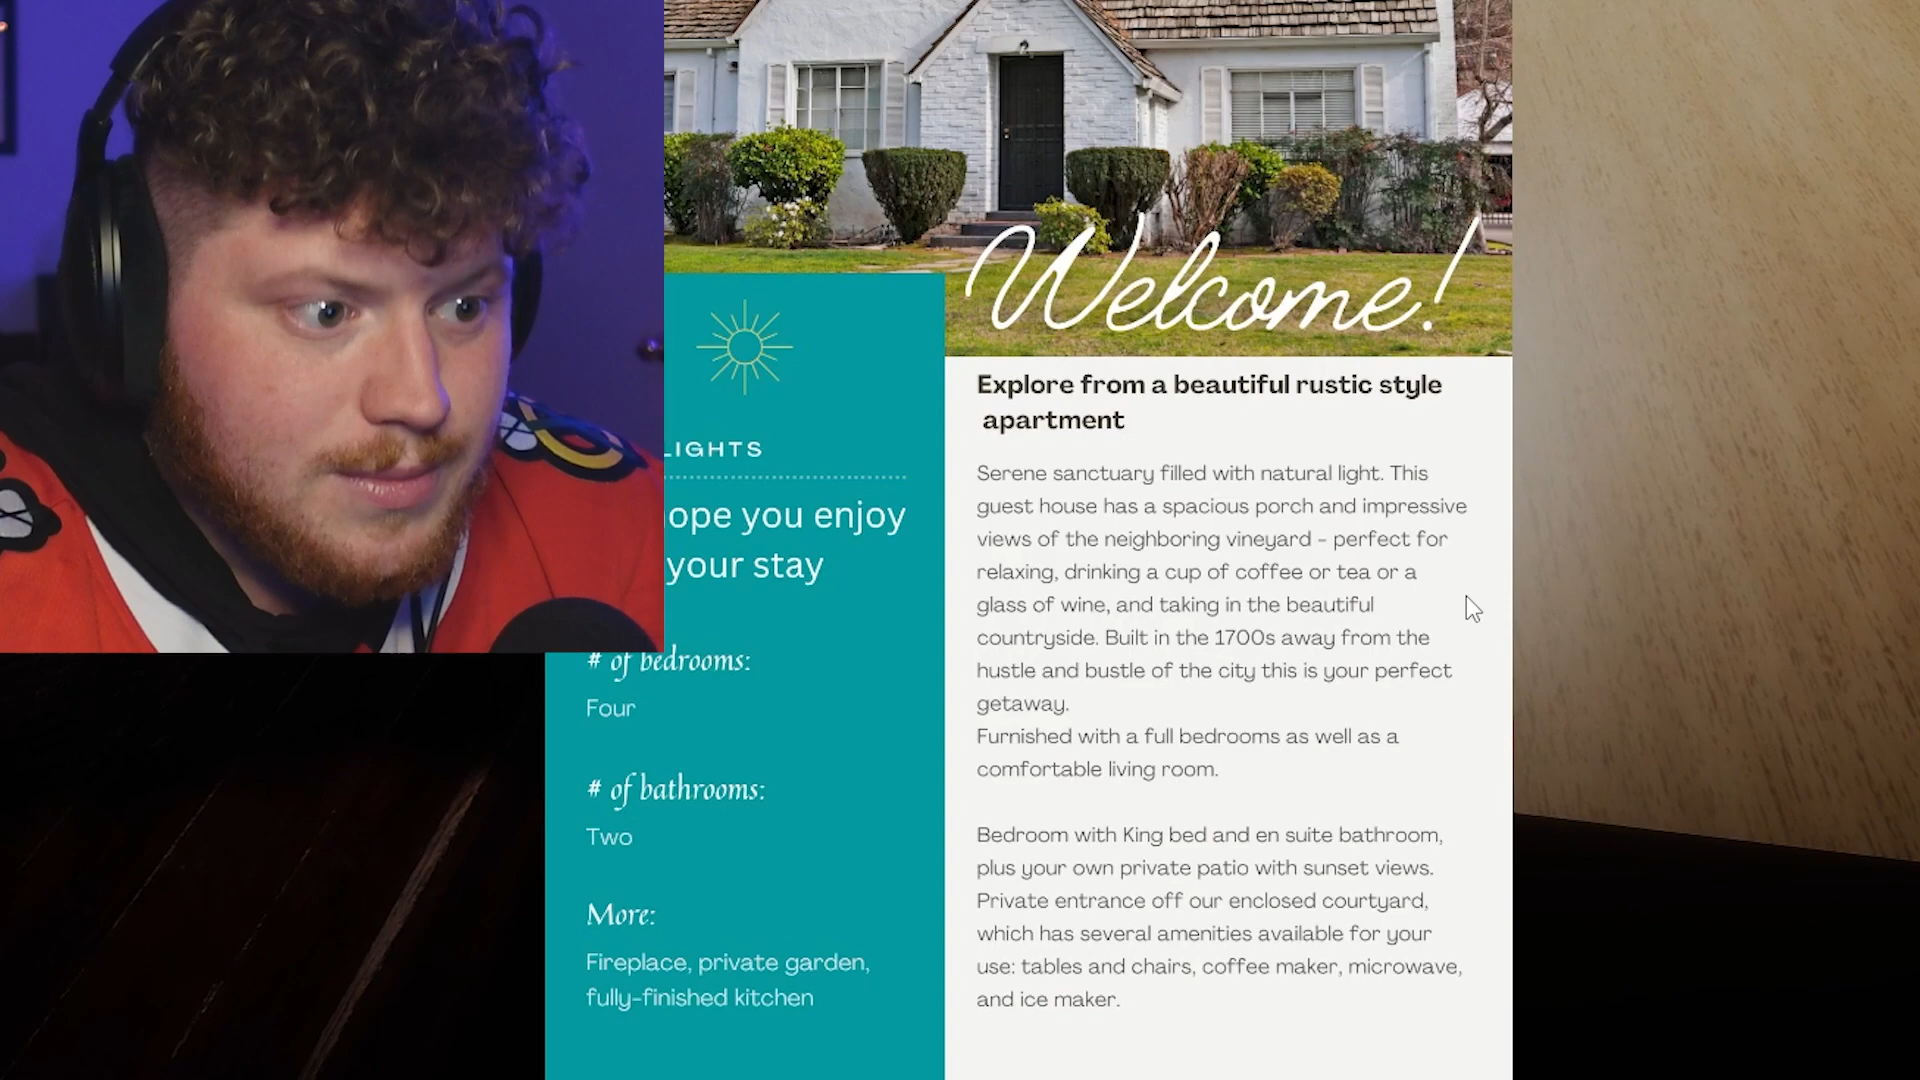 Welcome!
LIGHTS
ope you enjoy
your stay
# of bedrooms:
Four
# of bathrooms:
Two
More:
Fireplace, private garden,
fully-finished kitchen
Explore from a beautiful rustic style
apartment
Serene sanctuary filled with natural light. This
guest house has a spacious porch and impressive
views of the neighboring vineyard - perfect for
relaxing, drinking a cup of coffee or tea or a
glass of wine, and taking in the beautiful
countryside. Built in the 1700s away from the
hustle and bustle of the city this is your perfect
getaway.
Furnished with a full bedrooms as well as a
comfortable living room.
Bedroom with King bed and en suite bathroom,
plus your own private patio with sunset views.
Private entrance off our enclosed courtyard,
which has several amenities available for your
use: tables and chairs, coffee maker, microwave,
and ice maker.